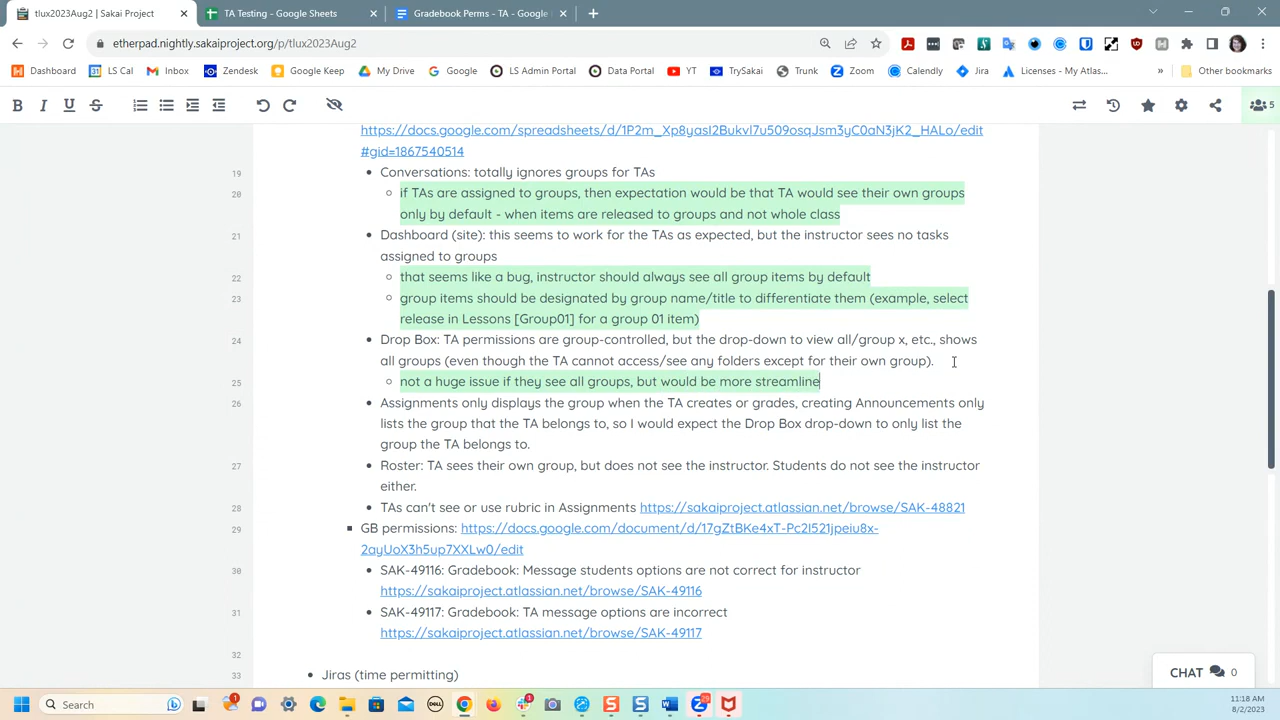 tlux2023Aug2 | Sakai Project
TA Testing - Google Sheets
Gradebook Perms - TA - Google
etherpad.nightly.sakaiproject.org/p/tlux2023Aug2
Dashboard
LS Cal
Inbox
Zendesk
Google Keep
My Drive
Google
LS Admin Portal
Data Portal
YT
TrySakai
Trunk
Zoom
Calendly
Jira
Licenses - My Atlas...
Other bookmarks
5
https://docs.google.com/spreadsheets/d/1P2m_Xp8yasI2Bukvl7u509osqJsm3yC0aN3jK2_HALo/edit
#gid=1867540514
19 Conversations: totally ignores groups for TAs
20 if TAs are assigned to groups, then expectation would be that TA would see their own groups
only by default - when items are released to groups and not whole class
21 Dashboard (site): this seems to work for the TAs as expected, but the instructor sees no tasks
assigned to groups
22 that seems like a bug, instructor should always see all group items by default
23 group items should be designated by group name/title to differentiate them (example, select
release in Lessons [Group01] for a group 01 item)
24 Drop Box: TA permissions are group-controlled, but the drop-down to view all/group x, etc., shows
all groups (even though the TA cannot access/see any folders except for their own group).
25 not a huge issue if they see all groups, but would be more streamline
26 Assignments only displays the group when the TA creates or grades, creating Announcements only
lists the group that the TA belongs to, so I would expect the Drop Box drop-down to only list the
group the TA belongs to.
27 Roster: TA sees their own group, but does not see the instructor. Students do not see the instructor
either.
28 TAs can't see or use rubric in Assignments https://sakaiproject.atlassian.net/browse/SAK-48821
29 GB permissions: https://docs.google.com/document/d/17gZtBKe4xT-Pc2I521jpeiu8x-
2ayUoX3h5up7XXLw0/edit
30 SAK-49116: Gradebook: Message students options are not correct for instructor
https://sakaiproject.atlassian.net/browse/SAK-49116
31 SAK-49117: Gradebook: TA message options are incorrect
https://sakaiproject.atlassian.net/browse/SAK-49117
32
33 Jiras (time permitting)
CHAT 0
Search
11:18 AM
8/2/2023